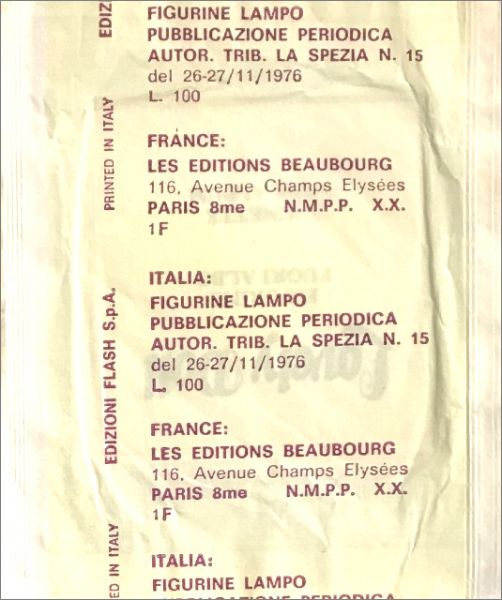 FIGURINE LAMPO
PUBBLICAZIONE PERIODICA
AUTOR. TRIB. LA SPEZIA N. 15
del 26-27/11/1976
L. 100
FRANCE:
LES EDITIONS BEAUBOURG
116, Avenue Champs Elysées
PARIS 8me N.M.P.P. X.X.
1F
ITALIA:
FIGURINE LAMPO
PUBBLICAZIONE PERIODICA
AUTOR. TRIB. LA SPEZIA N. 15
del 26-27/11/1976
L. 100
FRANCE:
LES EDITIONS BEAUBOURG
116, Avenue Champs Elysées
PARIS 8me N.M.P.P. X.X.
1F
ITALIA:
FIGURINE LAMPO
PUBBLICAZIONE PERIODICA
EDIZ
PRINTED IN ITALY
EDIZIONI FLASH S.p.A.
ED IN ITALY